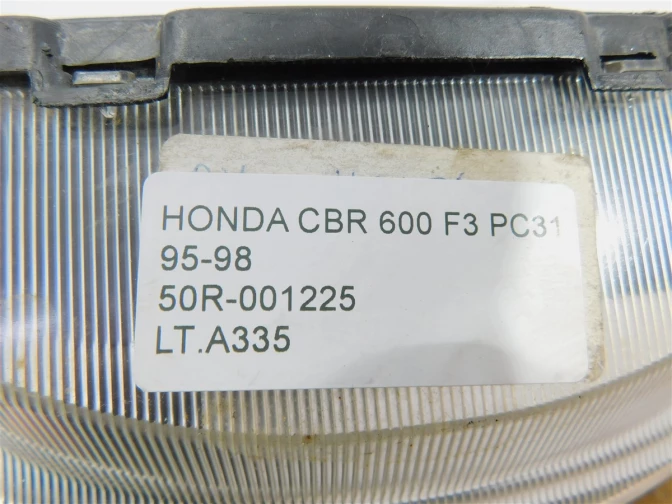 HONDA CBR 600 F3 PC31
95-98
50R-001225
LT.A335